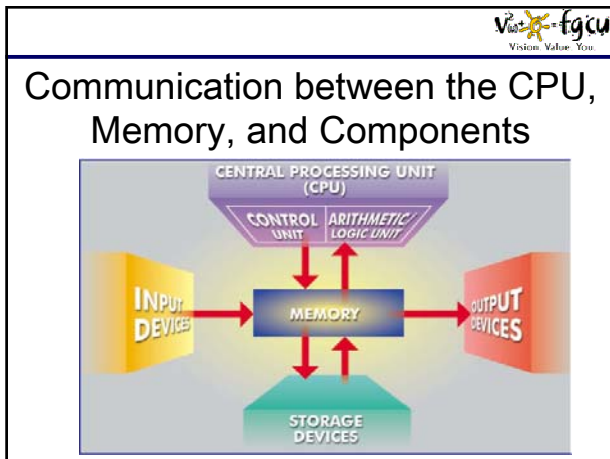 fgcu
Vision. Value. You.
Communication between the CPU,
Memory, and Components
CENTRAL PROCESSING UNIT
(CPU)
CONTROL
UNIT
ARITHMETIC/
LOGIC UNIT
INPUT
DEVICES
MEMORY
OUTPUT
DEVICES
STORAGE
DEVICES